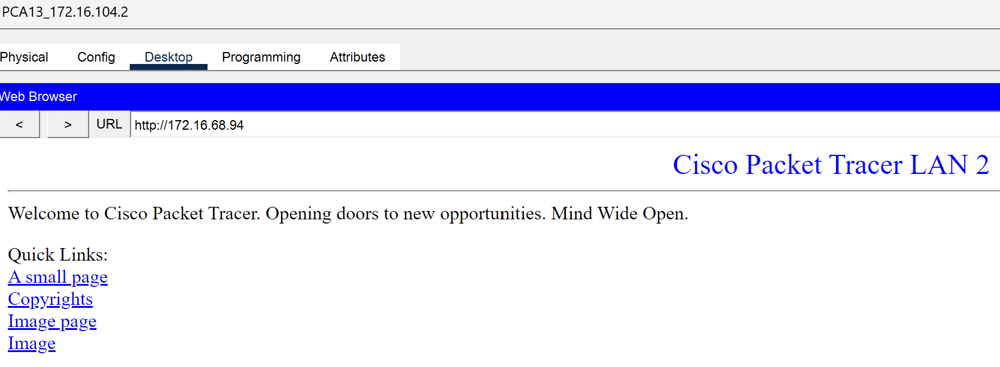 PCA13_172.16.104.2
Physical Config Desktop Programming Attributes
Web Browser
< > URL http://172.16.68.94
Cisco Packet Tracer LAN 2
Welcome to Cisco Packet Tracer. Opening doors to new opportunities. Mind Wide Open.
Quick Links:
A small page
Copyrights
Image page
Image